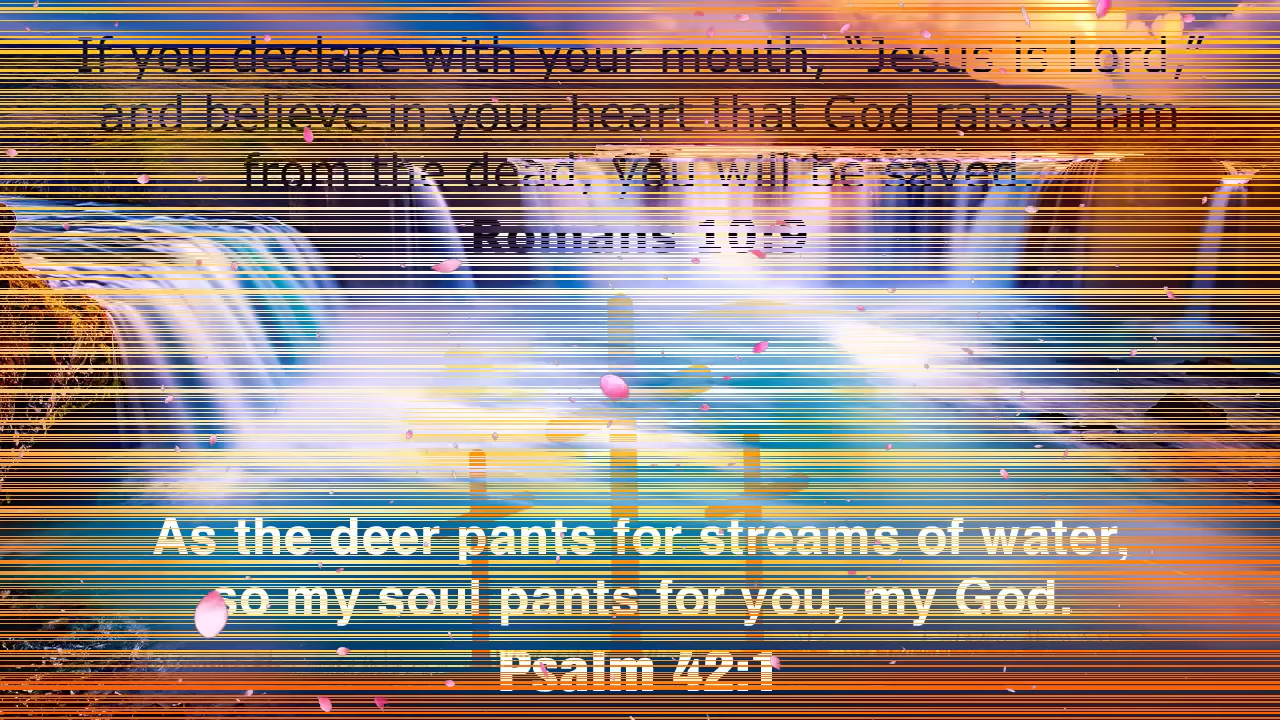 If you declare with your mouth, “Jesus is Lord,”
and believe in your heart that God raised him
from the dead, you will be saved.
Romans 10:9
As the deer pants for streams of water,
so my soul pants for you, my God.
Psalm 42:1